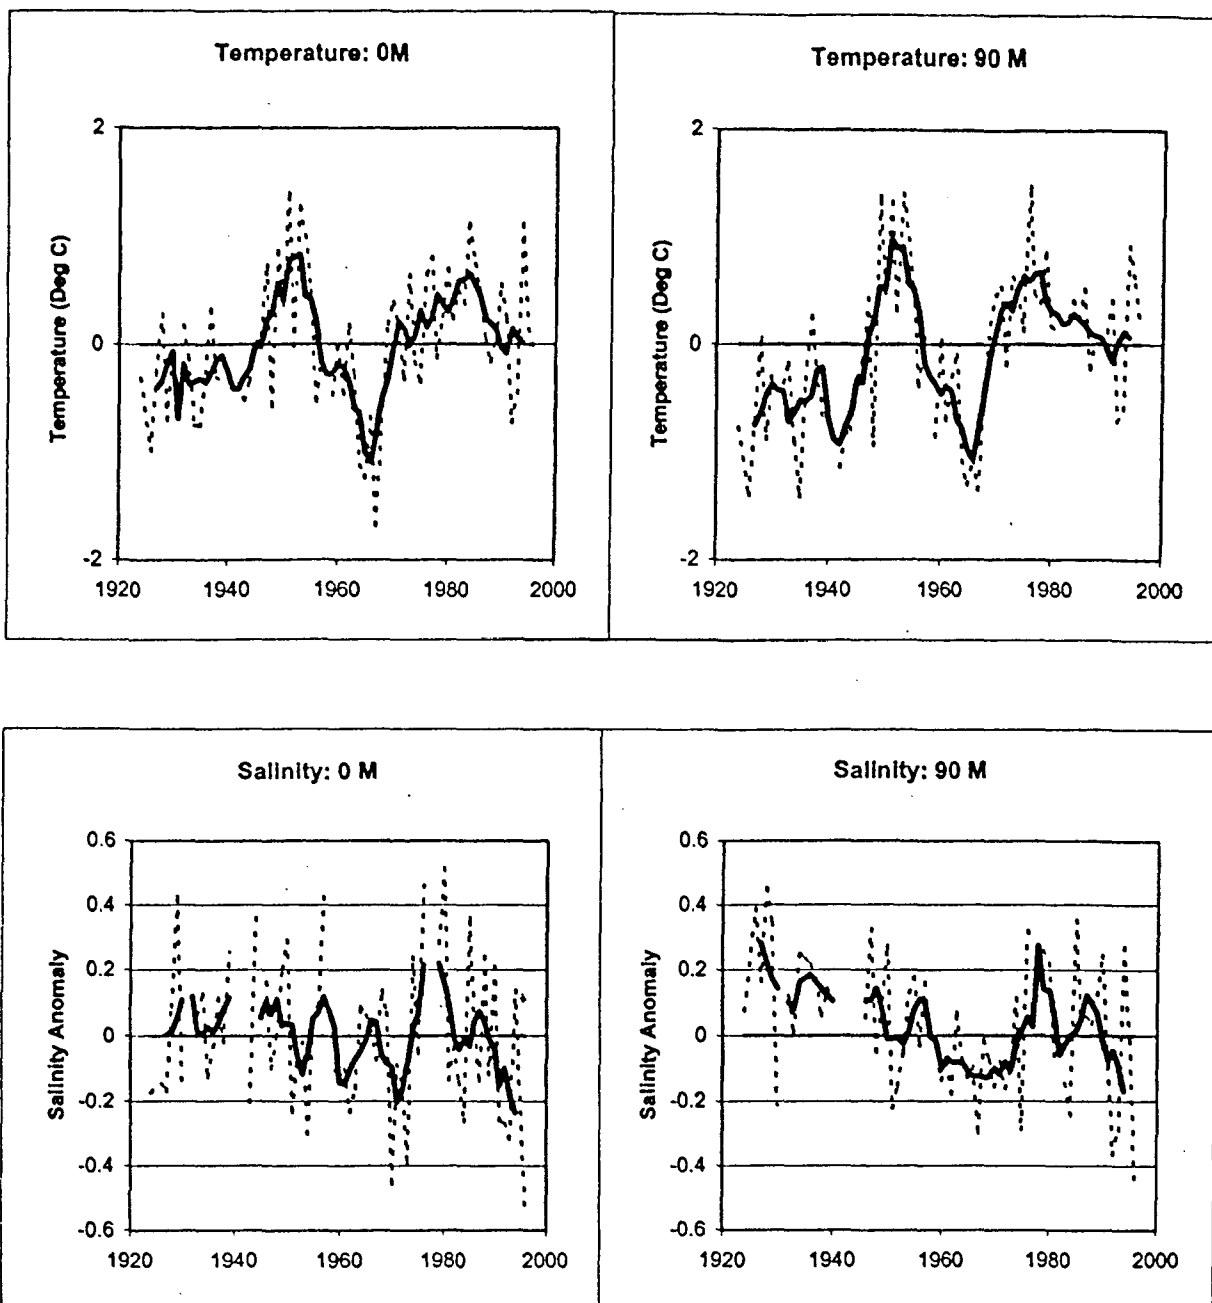 Temperature: 0M
2
0
-2
Temperature (Deg C)
1920 1940 1960 1980 2000
Temperature: 90 M
2
0
-2
Temperature (Deg C)
1920 1940 1960 1980 2000
Salinity: 0 M
0.6
0.4
0.2
0
-0.2
-0.4
-0.6
Salinity Anomaly
1920 1940 1960 1980 2000
Salinity: 90 M
0.6
0.4
0.2
0
-0.2
-0.4
-0.6
Salinity Anomaly
1920 1940 1960 1980 2000